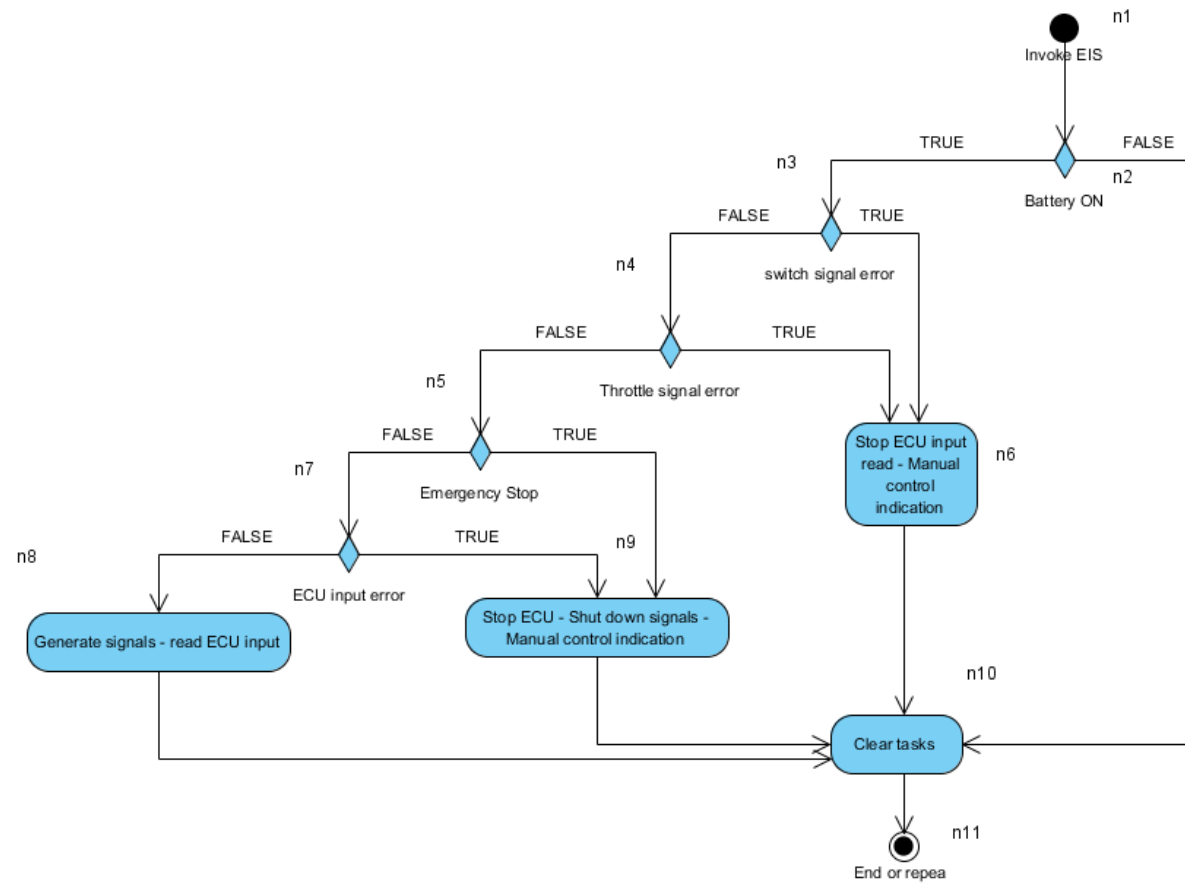 n1
Invoke EIS
TRUE
FALSE
n3
n2
Battery ON
FALSE
TRUE
n4
switch signal error
FALSE
TRUE
n5
Throttle signal error
FALSE
TRUE
Stop ECU input
read - Manual
control
indication
n6
n7
Emergency Stop
FALSE
TRUE
n8
n9
ECU input error
Generate signals - read ECU input
Stop ECU - Shut down signals -
Manual control indication
n10
Clear tasks
n11
End or repea